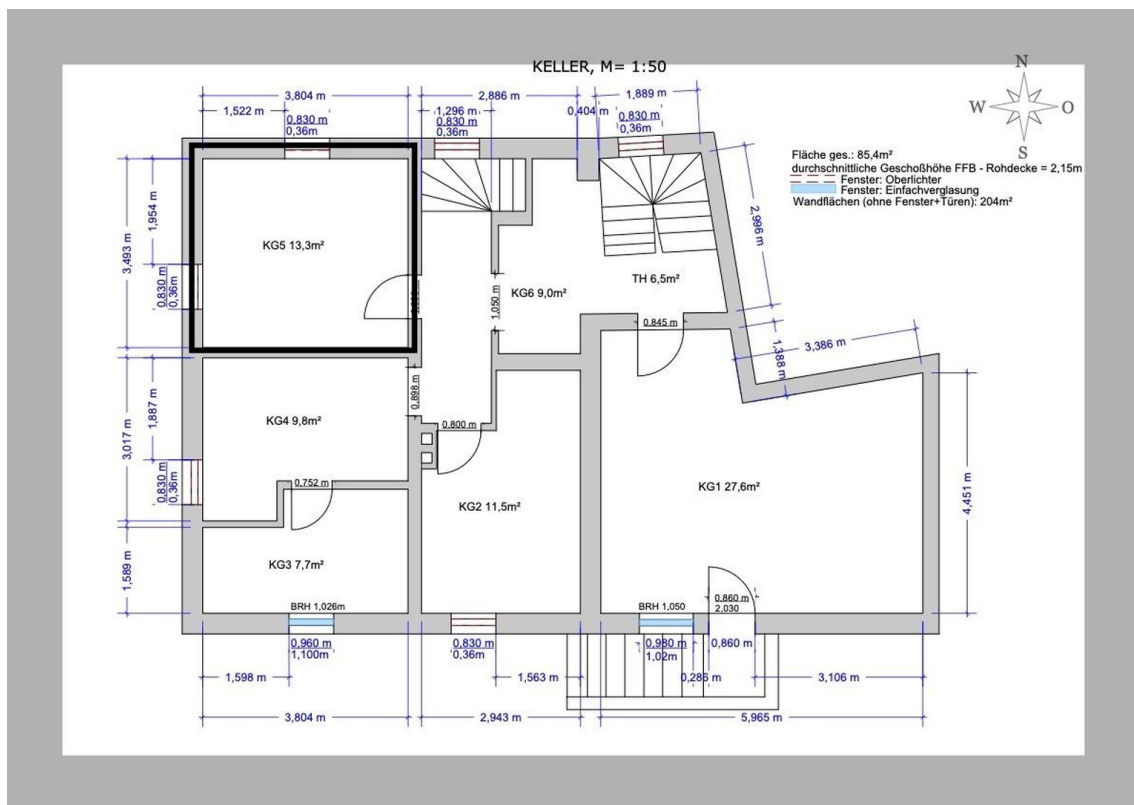 KELLER, M= 1:50
N
W
O
S
3,804 m
2,886 m
1,889 m
1,522 m
1,296 m
0,404 m
0,830 m
0,36m
0,830 m
0,36m
0,830 m
0,36m
Fläche ges.: 85,4m²
durchschnittliche Geschoßhöhe FFB - Rohdecke = 2,15m
Fenster: Oberlichter
Fenster: Einfachverglasung
Wandflächen (ohne Fenster+Türen): 204m²
1,954 m
3,493 m
2,996 m
KG5 13,3m²
TH 6,5m²
KG6 9,0m²
0,830 m
0,36m
1,050 m
0.845 m
1,388 m
3,386 m
1,887 m
3,017 m
0,898 m
KG4 9,8m²
0.800 m
0,830 m
0,36m
0,752 m
KG1 27,6m²
4,451 m
KG2 11,5m²
1,589 m
KG3 7,7m²
BRH 1,026m
BRH 1,050
0.860 m
2,030
0,960 m
1,100m
0,830 m
0,36m
0,980 m
1,02m
0,860 m
0,286 m
1,598 m
1,563 m
3,106 m
3,804 m
2,943 m
5,965 m